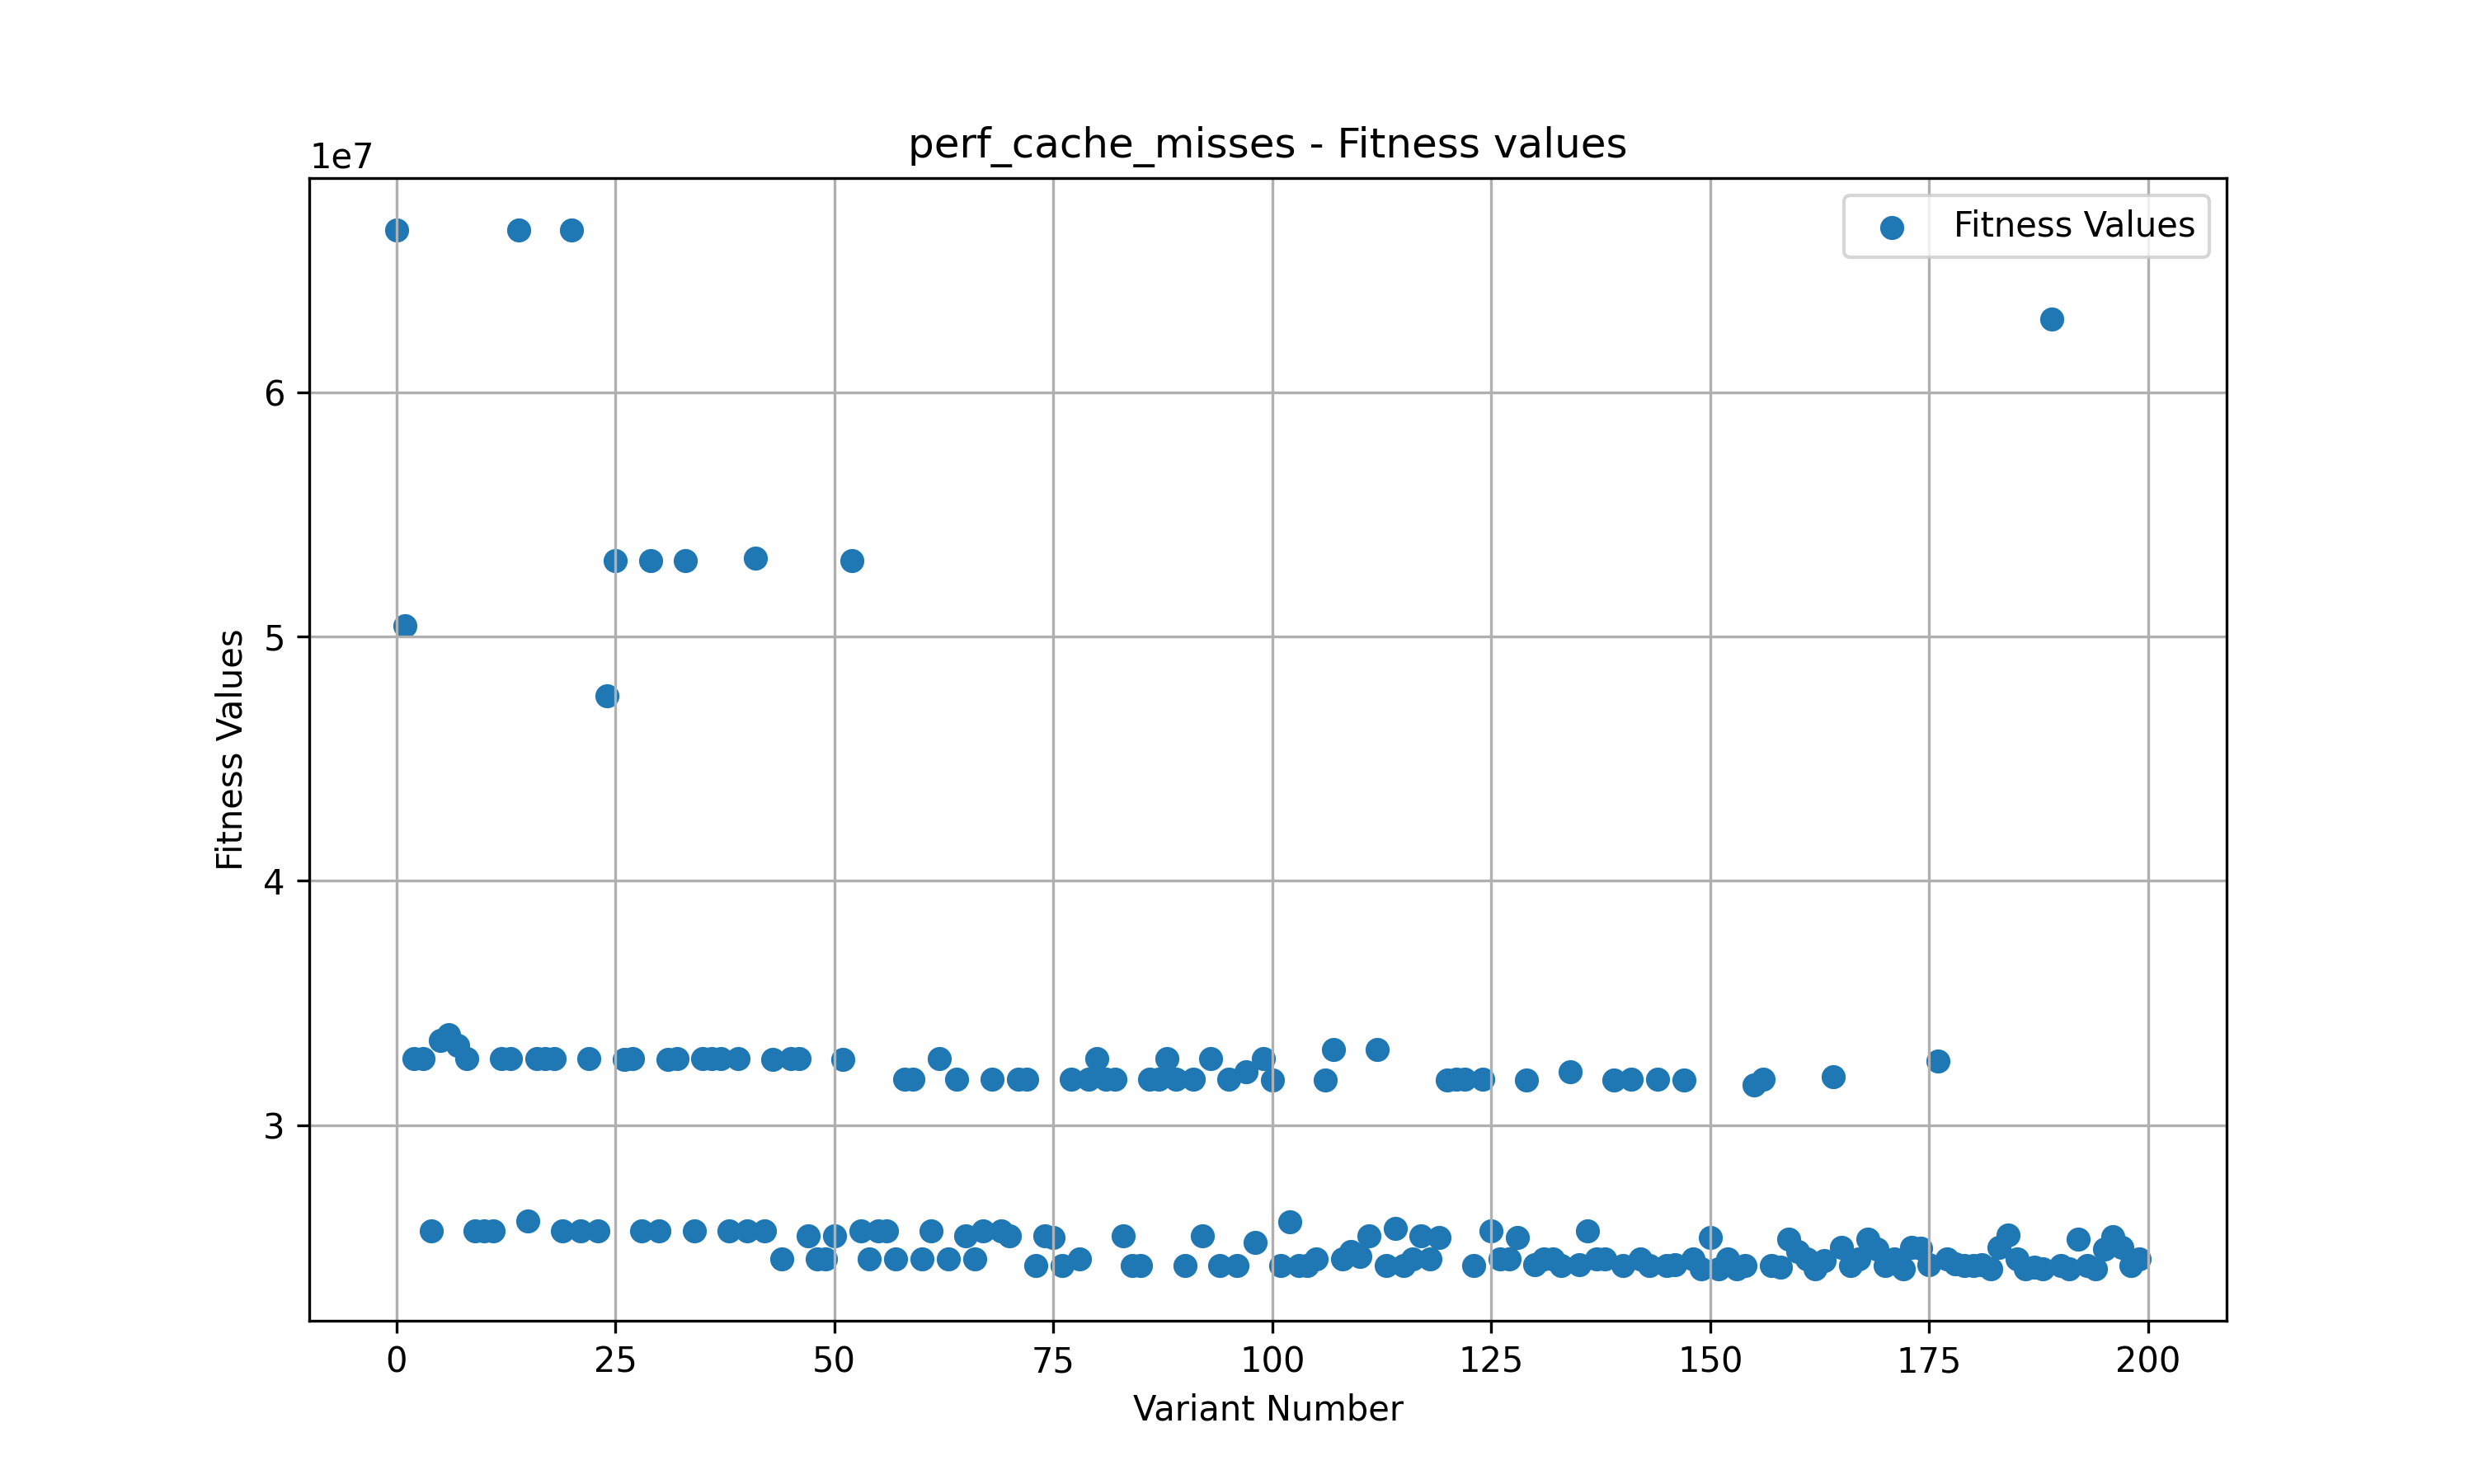 perf_cache_misses - Fitness values
1e7
Fitness Values
6
5
4
3
Fitness Values
0 25 50 75 100 125 150 175 200
Variant Number